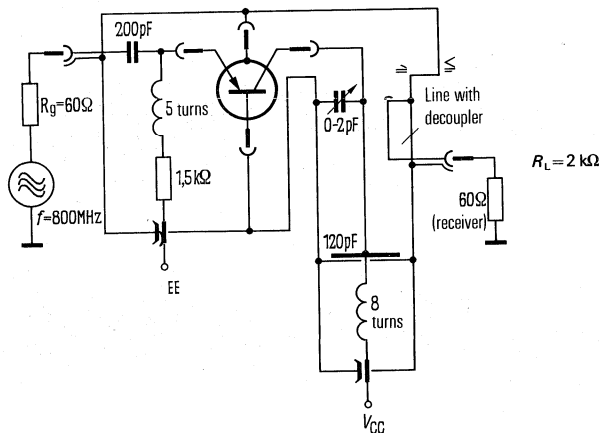 200pF
Rg=60Ω
5 turns
0-2pF
Line with
decoupler
RL=2 kΩ
1,5kΩ
60Ω
(receiver)
f=800MHz
120pF
EE
8
turns
VCC